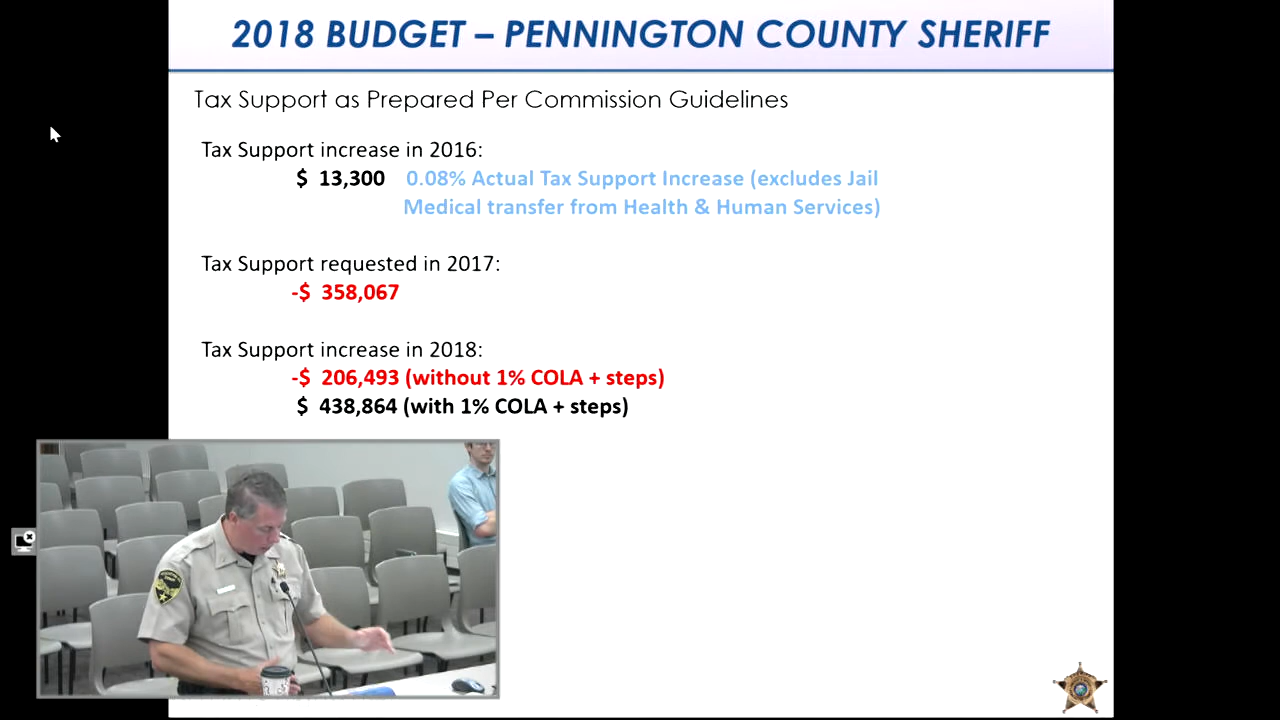 2018 BUDGET – PENNINGTON COUNTY SHERIFF
Tax Support as Prepared Per Commission Guidelines
Tax Support increase in 2016:
$ 13,300 0.08% Actual Tax Support Increase (excludes Jail
Medical transfer from Health & Human Services)
Tax Support requested in 2017:
-$ 358,067
Tax Support increase in 2018:
-$ 206,493 (without 1% COLA + steps)
$ 438,864 (with 1% COLA + steps)